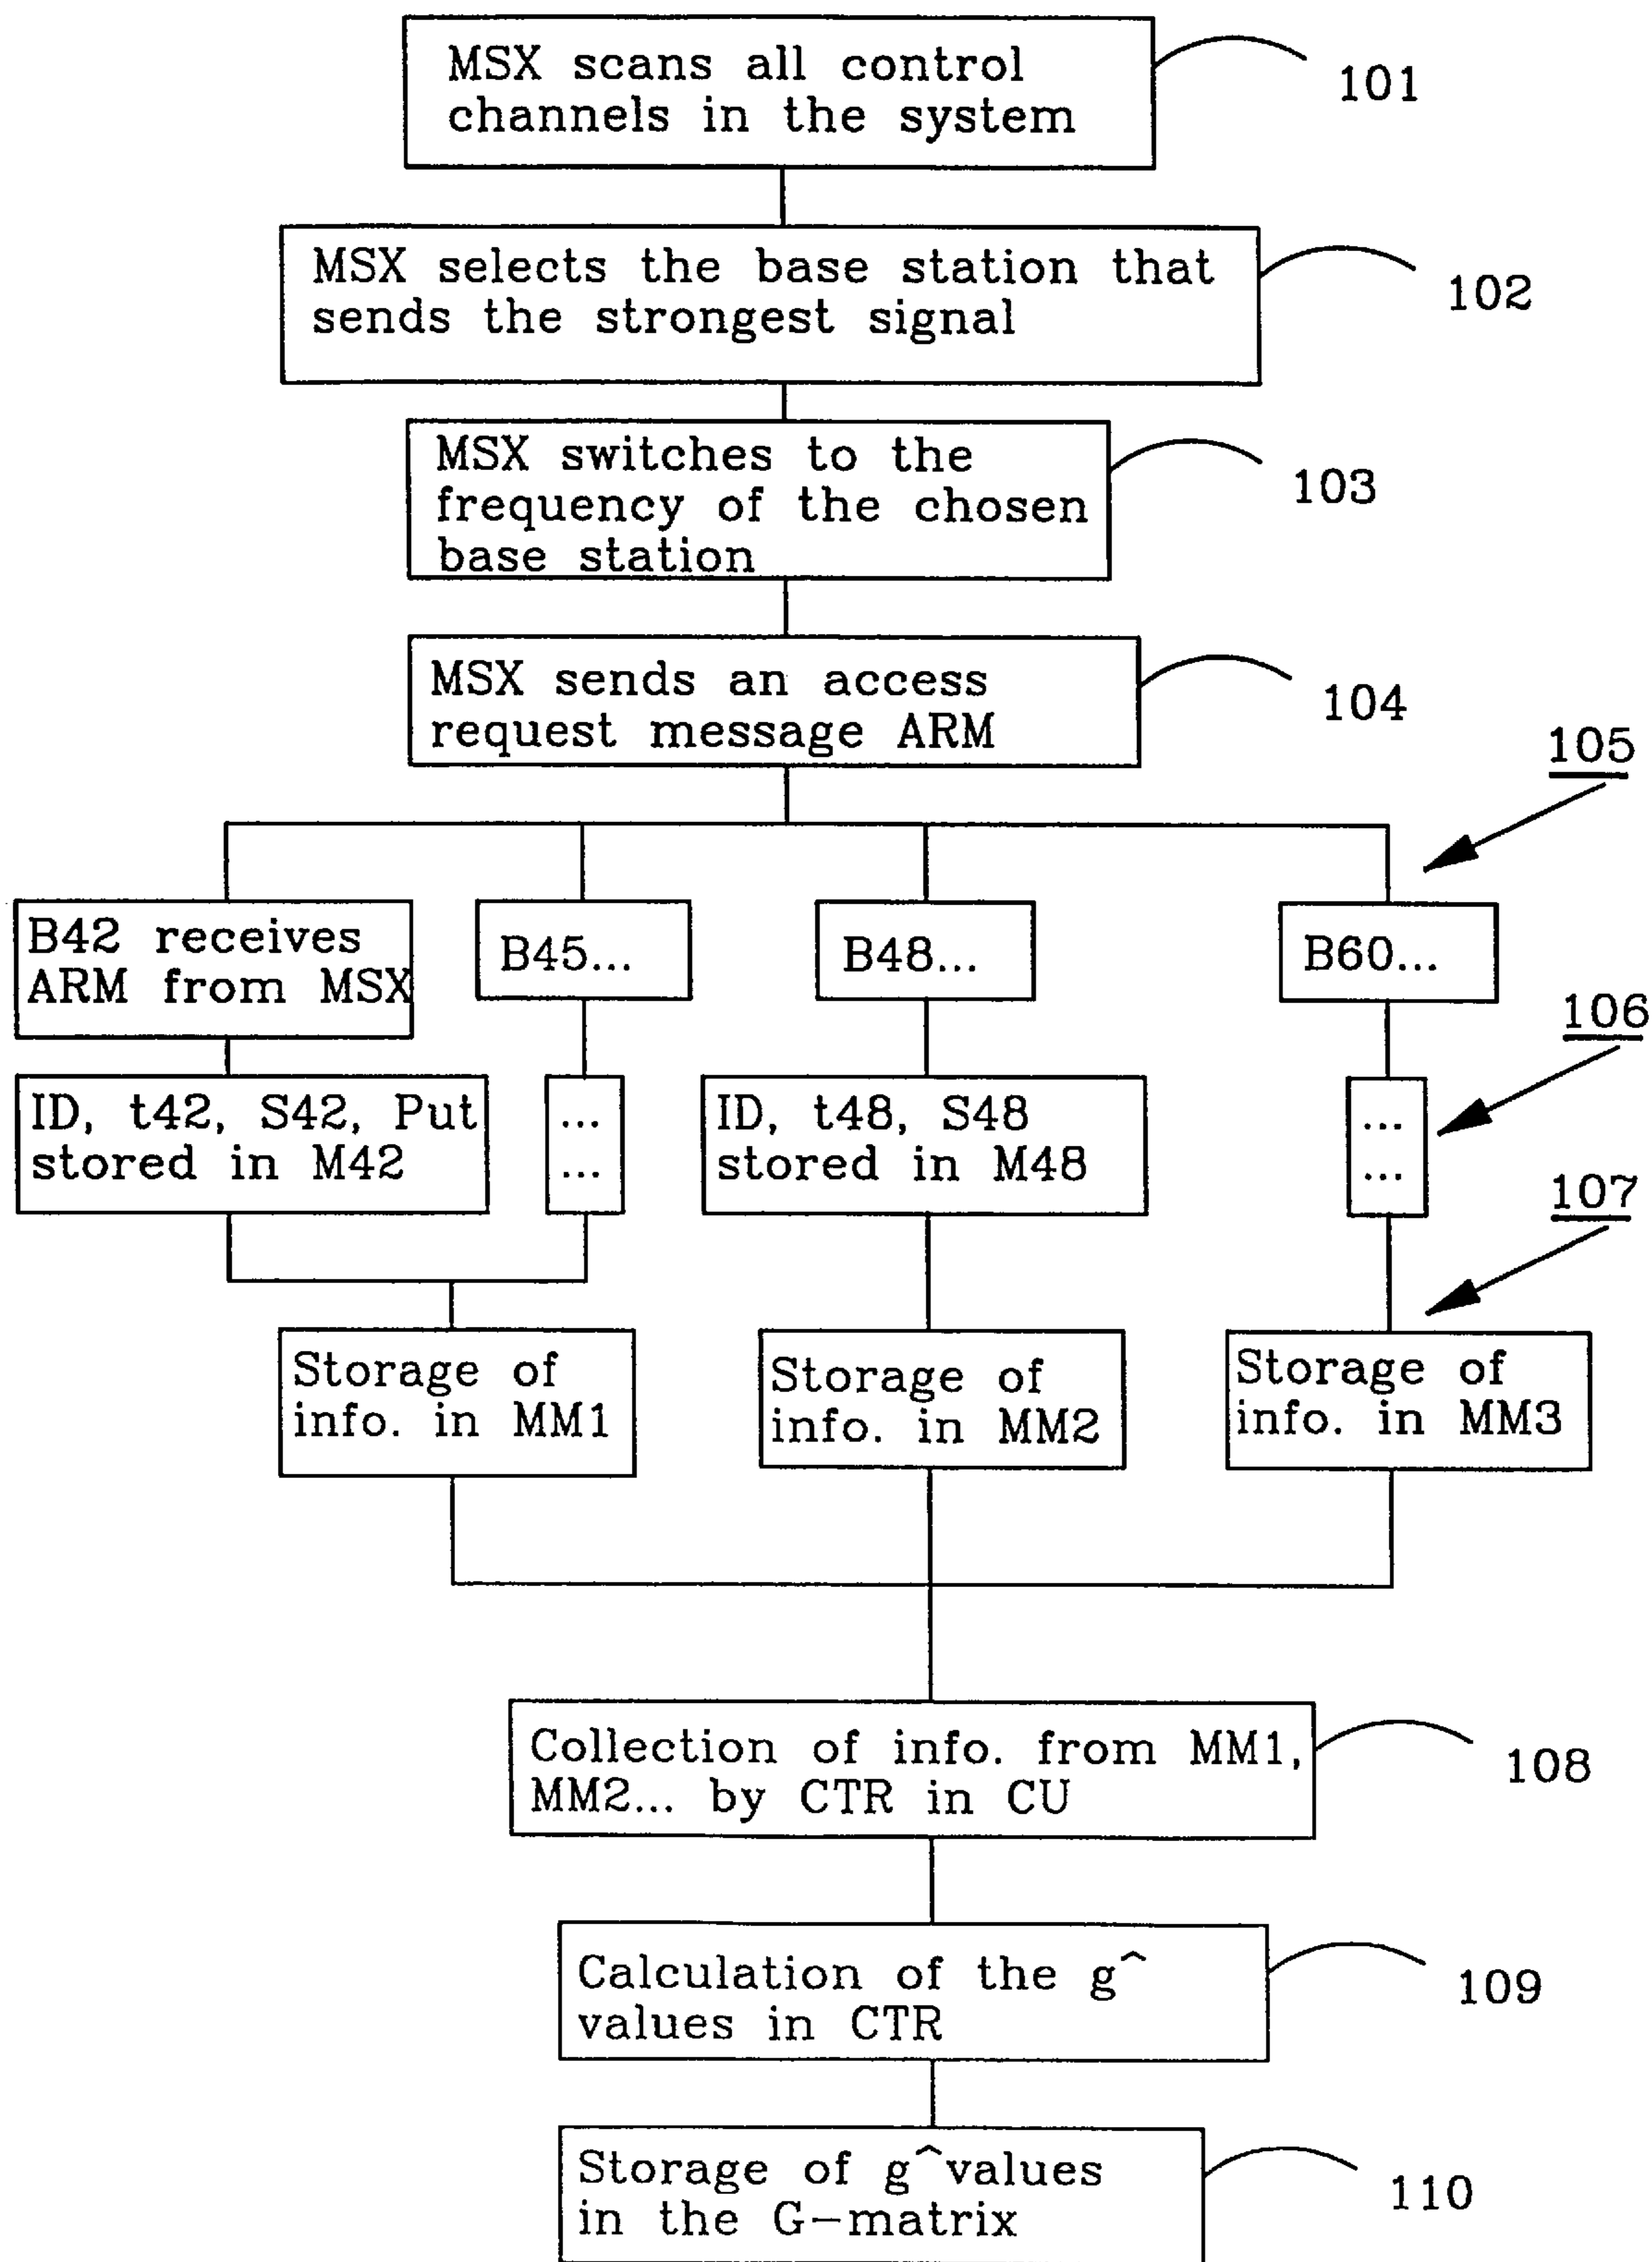 MSX scans all control
channels in the system
101
MSX selects the base station that
sends the strongest signal
102
MSX switches to the
frequency of the chosen
base station
103
MSX sends an access
request message ARM
104
105
B42 receives
ARM from MSX
B45...
B48...
B60...
106
ID, t42, S42, Put
stored in M42
...
...
ID, t48, S48
stored in M48
...
...
107
Storage of
info. in MM1
Storage of
info. in MM2
Storage of
info. in MM3
Collection of info. from MM1,
MM2... by CTR in CU
108
Calculation of the g^
values in CTR
109
Storage of g^values
in the G-matrix
110